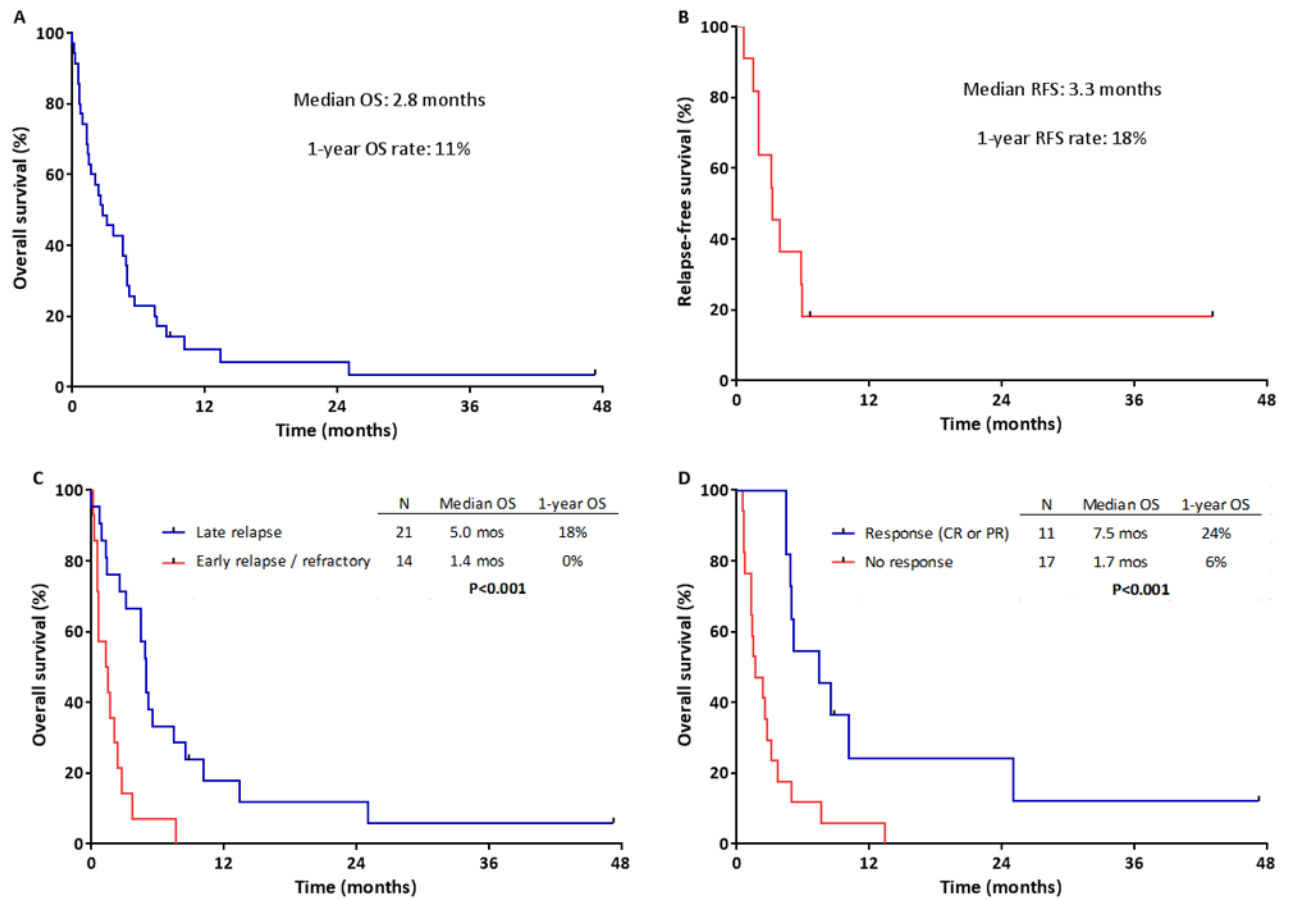 A
Overall survival (%)
100
80
60
40
20
0
Median OS: 2.8 months
1-year OS rate: 11%
0 12 24 36 48
Time (months)
B
Relapse-free survival (%)
100
80
60
40
20
0
Median RFS: 3.3 months
1-year RFS rate: 18%
0 12 24 36 48
Time (months)
C
Overall survival (%)
100
80
60
40
20
0
N Median OS 1-year OS
Late relapse 21 5.0 mos 18%
Early relapse / refractory 14 1.4 mos 0%
P<0.001
0 12 24 36 48
Time (months)
D
Overall survival (%)
100
80
60
40
20
0
N Median OS 1-year OS
Response (CR or PR) 11 7.5 mos 24%
No response 17 1.7 mos 6%
P<0.001
0 12 24 36 48
Time (months)